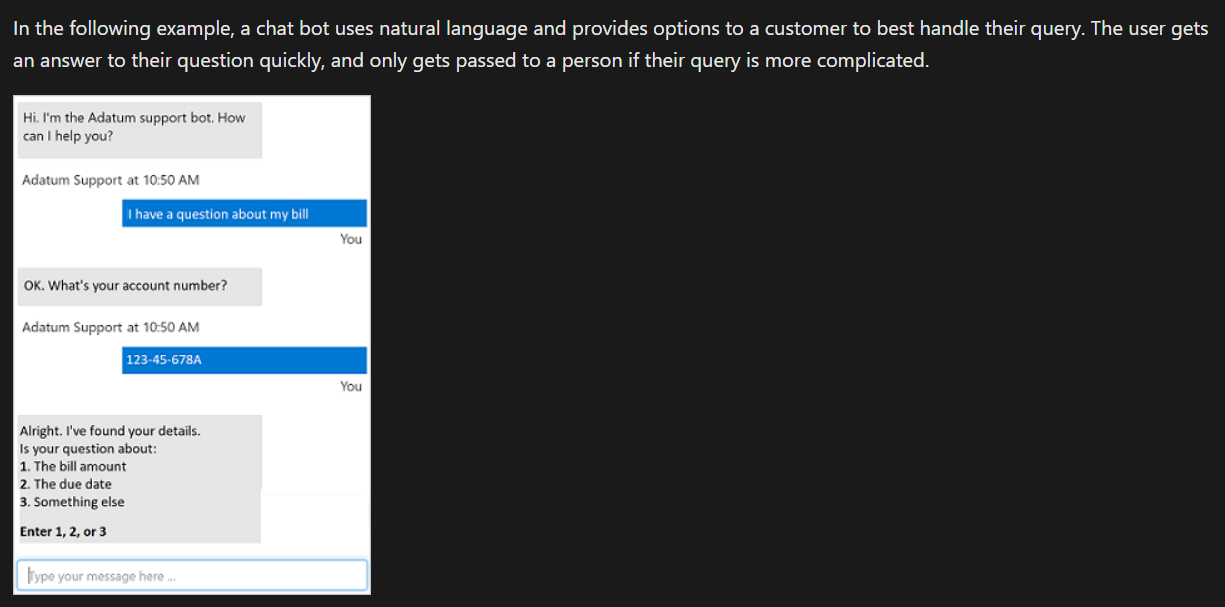 In the following example, a chat bot uses natural language and provides options to a customer to best handle their query. The user gets
an answer to their question quickly, and only gets passed to a person if their query is more complicated.
Hi. I'm the Adatum support bot. How
can I help you?
Adatum Support at 10:50 AM
I have a question about my bill
You
OK. What's your account number?
Adatum Support at 10:50 AM
123-45-678A
You
Alright. I've found your details.
Is your question about:
1. The bill amount
2. The due date
3. Something else
Enter 1, 2, or 3
Type your message here ...